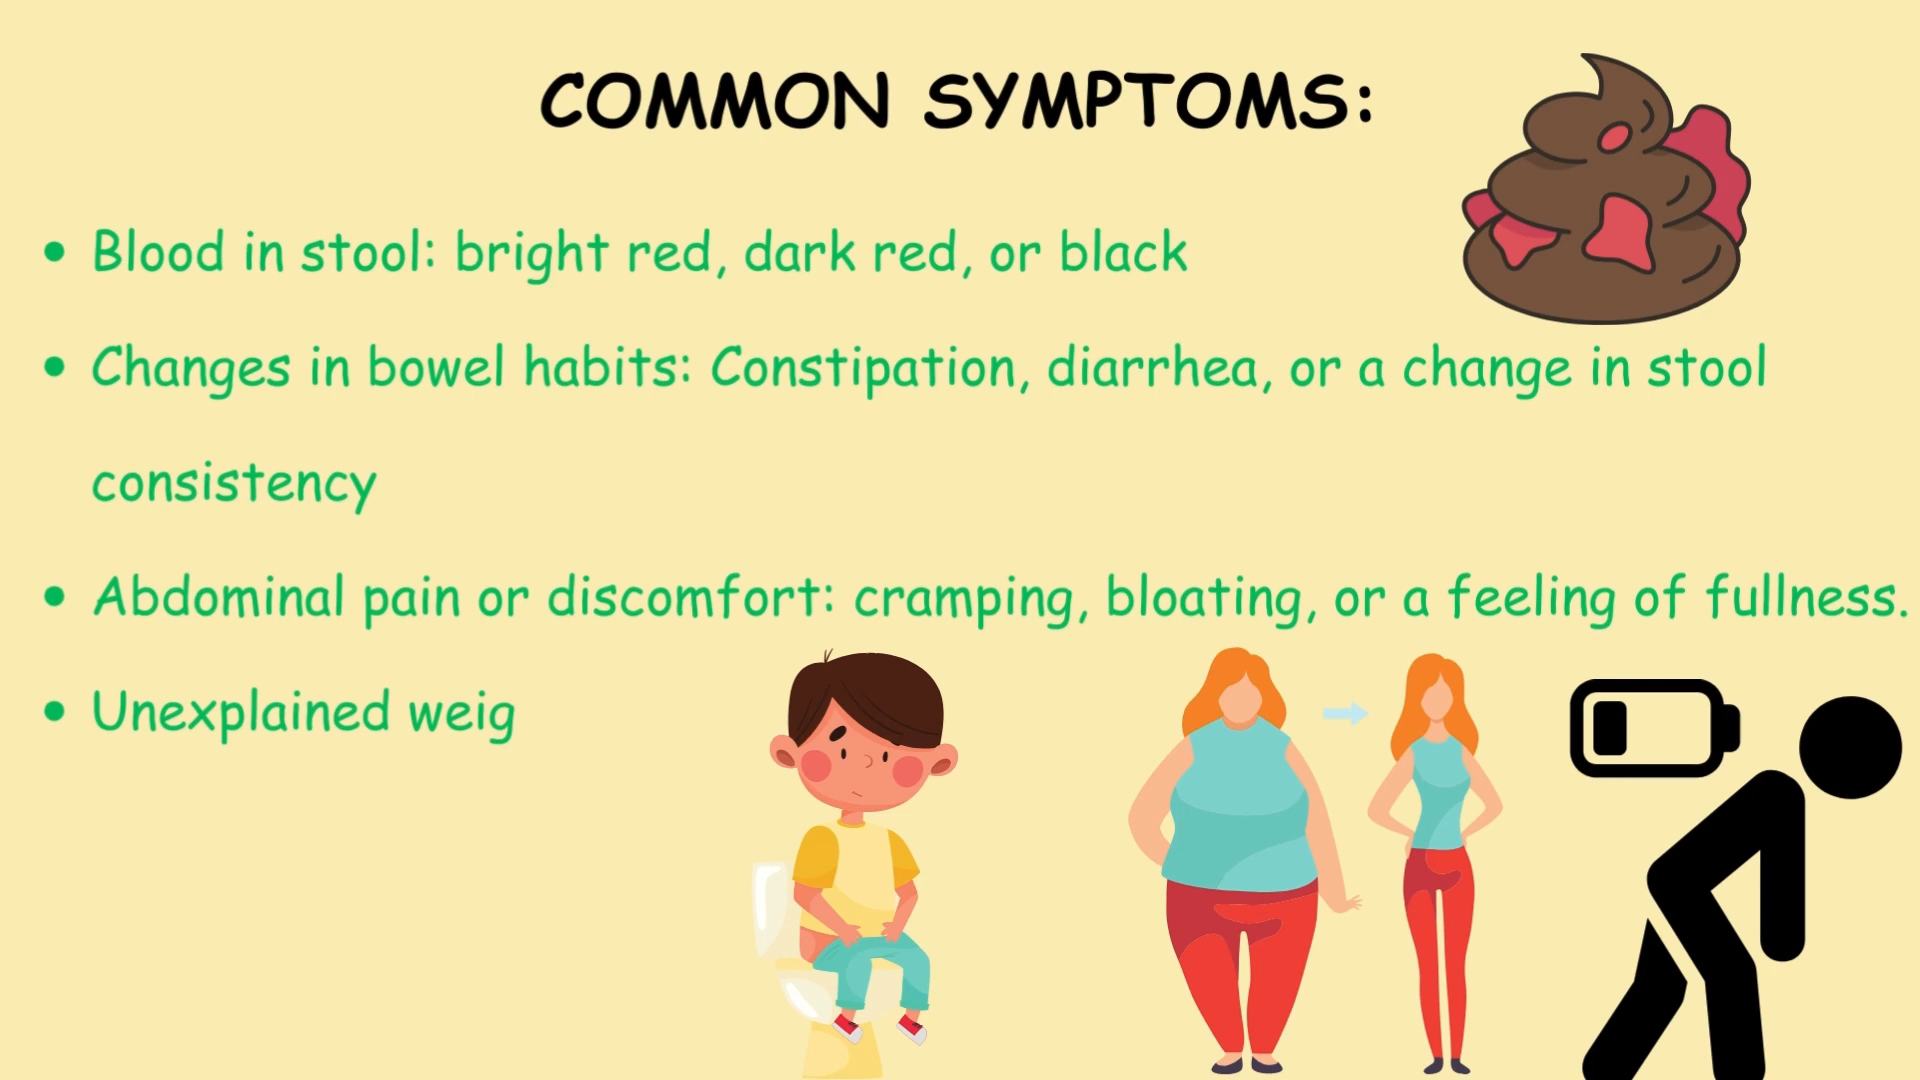 COMMON SYMPTOMS:
• Blood in stool: bright red, dark red, or black
• Changes in bowel habits: Constipation, diarrhea, or a change in stool
consistency
• Abdominal pain or discomfort: cramping, bloating, or a feeling of fullness.
• Unexplained weig